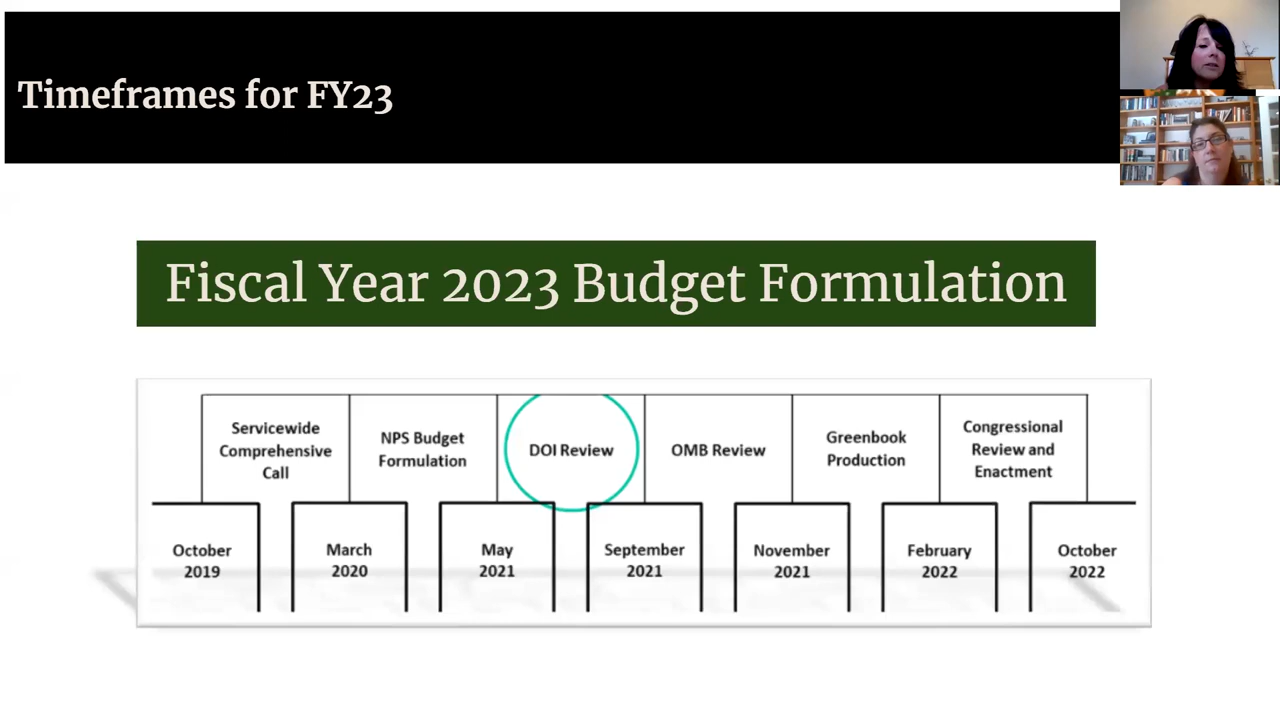 Timeframes for FY23
Fiscal Year 2023 Budget Formulation
Servicewide
Comprehensive
Call
NPS Budget
Formulation
DOI Review
OMB Review
Greenbook
Production
Congressional
Review and
Enactment
October
2019
March
2020
May
2021
September
2021
November
2021
February
2022
October
2022